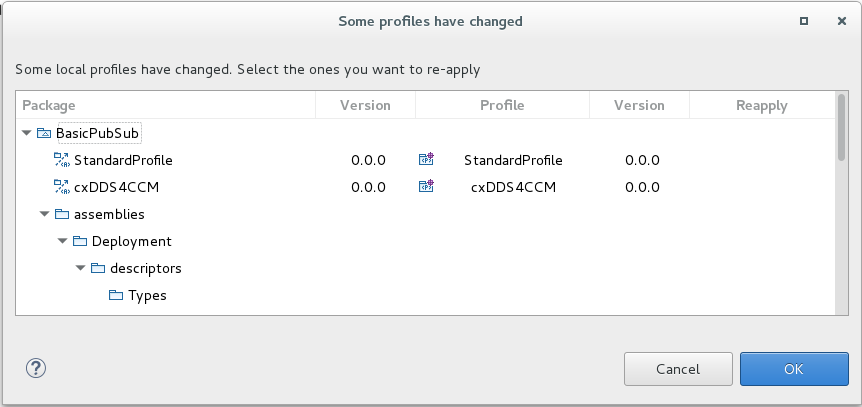 Some profiles have changed
Some local profiles have changed. Select the ones you want to re-apply
Package Version Profile Version Reapply
BasicPubSub
StandardProfile 0.0.0 StandardProfile 0.0.0
cxDDS4CCM 0.0.0 cxDDS4CCM 0.0.0
assemblies
Deployment
descriptors
Types
Cancel OK